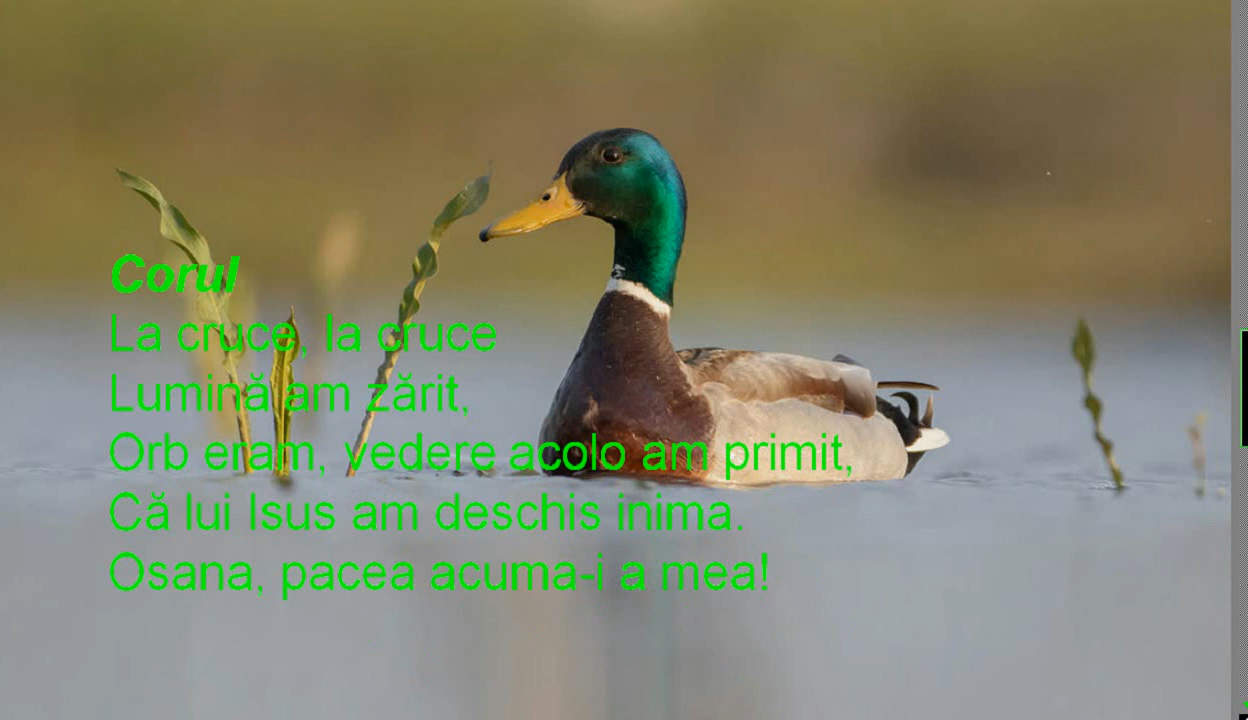 Corul
La cruce, la cruce
Lumină am zărit,
Orb eram, vedere acolo am primit,
Că lui Isus am deschis inima.
Osana, pacea acuma-i a mea!